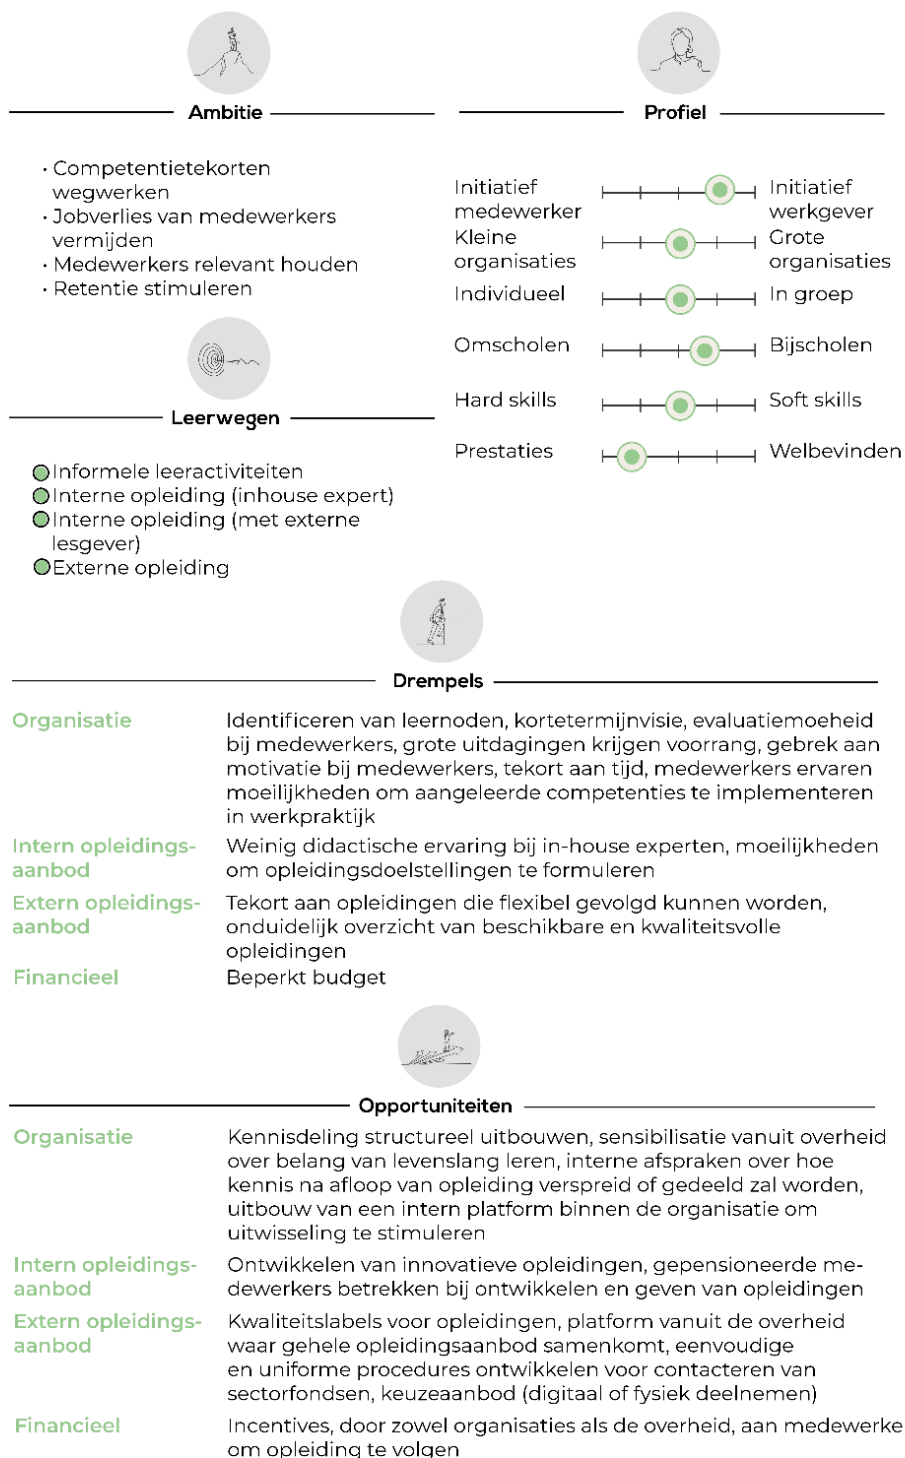 Ambitie
· Competentietekorten
wegwerken
· Jobverlies van medewerkers
vermijden
· Medewerkers relevant houden
· Retentie stimuleren
Leerwegen
Informele leeractiviteiten
Interne opleiding (inhouse expert)
Interne opleiding (met externe
lesgever)
Externe opleiding
Profiel
Initiatief medewerker Initiatief werkgever
Kleine organisaties Grote organisaties
Individueel In groep
Omscholen Bijscholen
Hard skills Soft skills
Prestaties Welbevinden
Drempels
Organisatie
Identificeren van leernoden, kortetermijnvisie, evaluatiemoeheid
bij medewerkers, grote uitdagingen krijgen voorrang, gebrek aan
motivatie bij medewerkers, tekort aan tijd, medewerkers ervaren
moeilijkheden om aangeleerde competenties te implementeren
in werkpraktijk
Intern opleidings-
aanbod
Weinig didactische ervaring bij in-house experten, moeilijkheden
om opleidingsdoelstellingen te formuleren
Extern opleidings-
aanbod
Tekort aan opleidingen die flexibel gevolgd kunnen worden,
onduidelijk overzicht van beschikbare en kwaliteitsvolle
opleidingen
Financieel
Beperkt budget
Opportuniteiten
Organisatie
Kennisdeling structureel uitbouwen, sensibilisatie vanuit overheid
over belang van levenslang leren, interne afspraken over hoe
kennis na afloop van opleiding verspreid of gedeeld zal worden,
uitbouw van een intern platform binnen de organisatie om
uitwisseling te stimuleren
Intern opleidings-
aanbod
Ontwikkelen van innovatieve opleidingen, gepensioneerde me-
dewerkers betrekken bij ontwikkelen en geven van opleidingen
Extern opleidings-
aanbod
Kwaliteitslabels voor opleidingen, platform vanuit de overheid
waar gehele opleidingsaanbod samenkomt, eenvoudige
en uniforme procedures ontwikkelen voor contacteren van
sectorfondsen, keuzeaanbod (digitaal of fysiek deelnemen)
Financieel
Incentives, door zowel organisaties als de overheid, aan medewerke
om opleiding te volgen